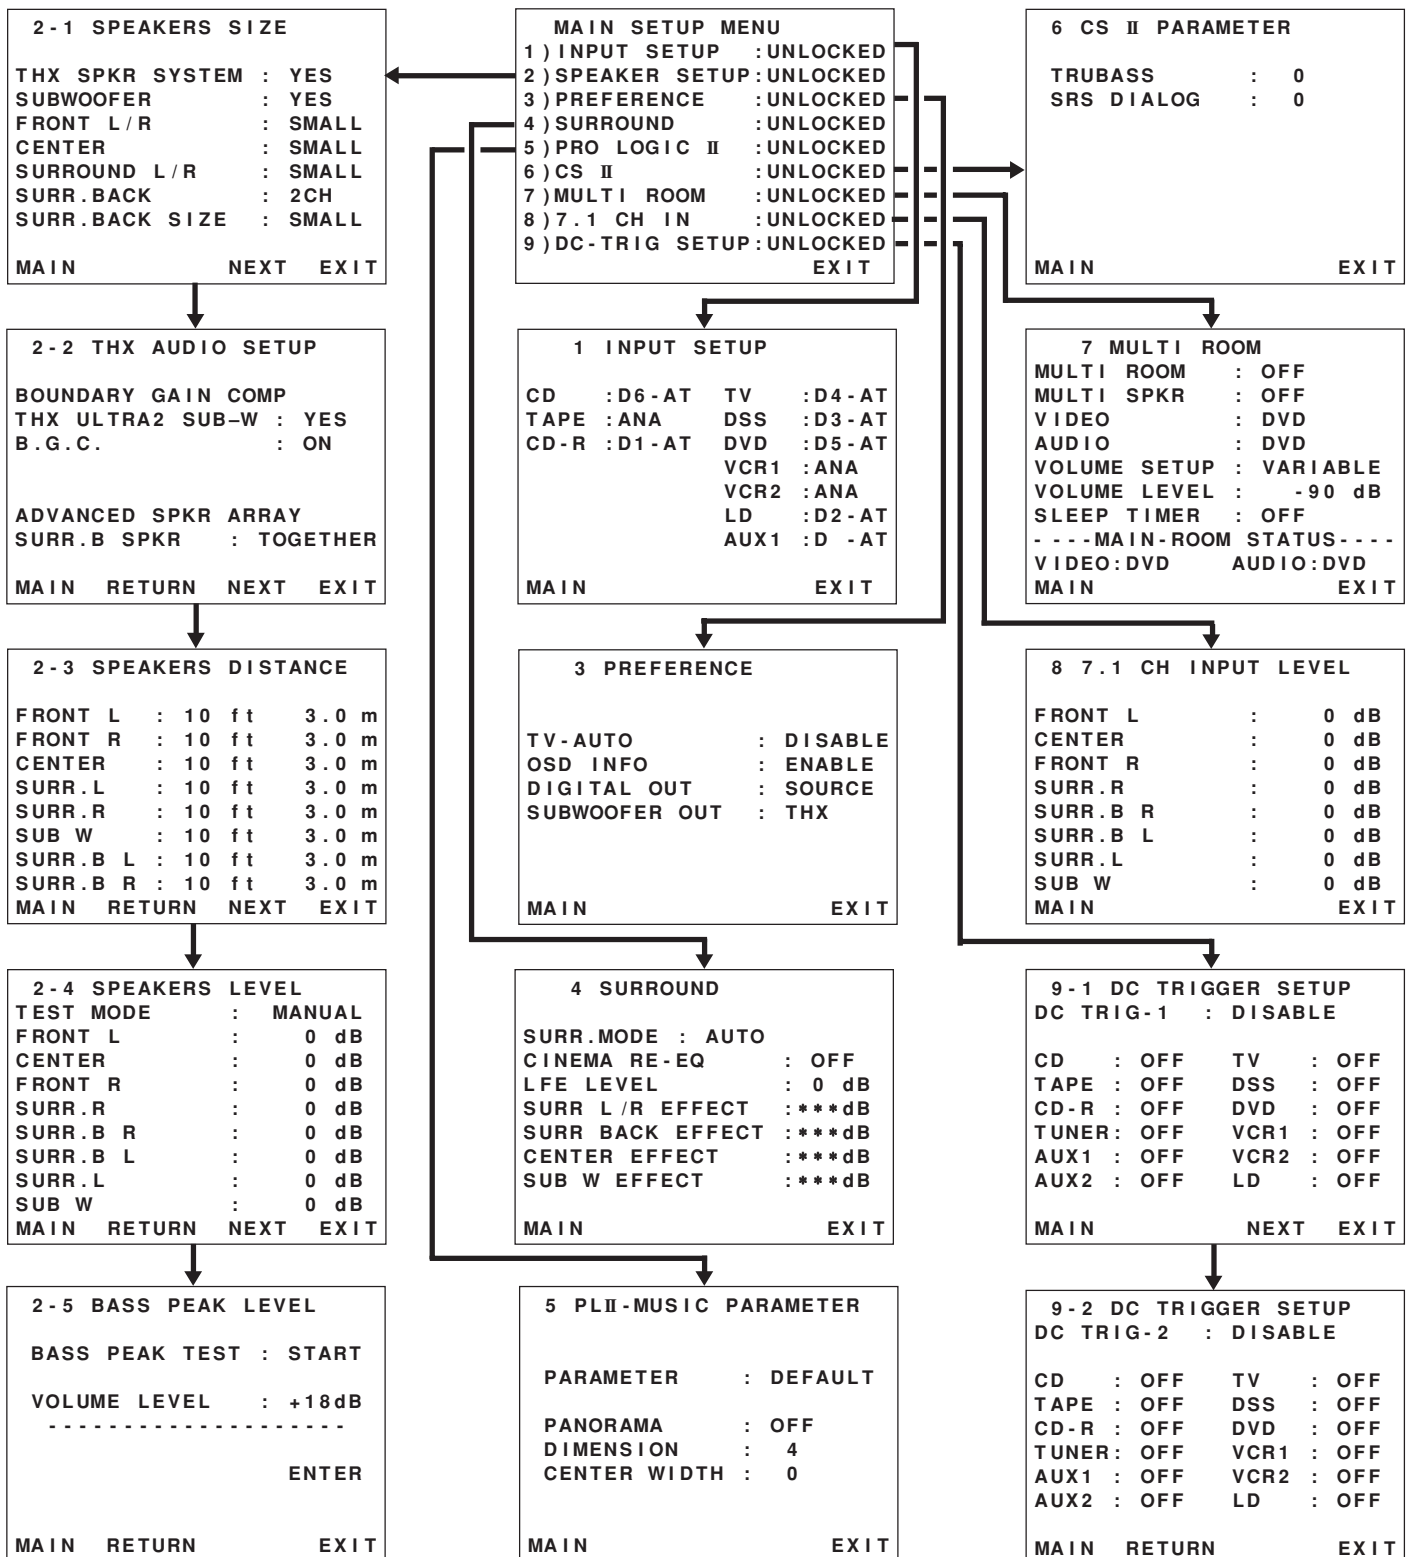 2-1 SPEAKERS SIZE
THX SPKR SYSTEM : YES
SUBWOOFER : YES
FRONT L/R : SMALL
CENTER : SMALL
SURROUND L/R : SMALL
SURR.BACK : 2CH
SURR.BACK SIZE : SMALL
MAIN NEXT EXIT
2-2 THX AUDIO SETUP
BOUNDARY GAIN COMP
THX ULTRA2 SUB–W : YES
B.G.C. : ON
ADVANCED SPKR ARRAY
SURR.B SPKR : TOGETHER
MAIN RETURN NEXT EXIT
2-3 SPEAKERS DISTANCE
FRONT L : 10 ft 3.0 m
FRONT R : 10 ft 3.0 m
CENTER : 10 ft 3.0 m
SURR.L : 10 ft 3.0 m
SURR.R : 10 ft 3.0 m
SUB W : 10 ft 3.0 m
SURR.B L : 10 ft 3.0 m
SURR.B R : 10 ft 3.0 m
MAIN RETURN NEXT EXIT
2-4 SPEAKERS LEVEL
TEST MODE : MANUAL
FRONT L : 0 dB
CENTER : 0 dB
FRONT R : 0 dB
SURR.R : 0 dB
SURR.B R : 0 dB
SURR.B L : 0 dB
SURR.L : 0 dB
SUB W : 0 dB
MAIN RETURN NEXT EXIT
2-5 BASS PEAK LEVEL
BASS PEAK TEST : START
VOLUME LEVEL : +18dB
--------------------
ENTER
MAIN RETURN EXIT
MAIN SETUP MENU
1)INPUT SETUP :UNLOCKED
2)SPEAKER SETUP:UNLOCKED
3)PREFERENCE :UNLOCKED
4)SURROUND :UNLOCKED
5)PRO LOGIC II :UNLOCKED
6)CS II :UNLOCKED
7)MULTI ROOM :UNLOCKED
8)7.1 CH IN :UNLOCKED
9)DC-TRIG SETUP:UNLOCKED
EXIT
1 INPUT SETUP
CD :D6-AT TV :D4-AT
TAPE :ANA DSS :D3-AT
CD-R :D1-AT DVD :D5-AT
VCR1 :ANA
VCR2 :ANA
LD :D2-AT
AUX1 :D -AT
MAIN EXIT
3 PREFERENCE
TV-AUTO : DISABLE
OSD INFO : ENABLE
DIGITAL OUT : SOURCE
SUBWOOFER OUT : THX
MAIN EXIT
4 SURROUND
SURR.MODE : AUTO
CINEMA RE-EQ : OFF
LFE LEVEL : 0 dB
SURR L/R EFFECT :***dB
SURR BACK EFFECT :***dB
CENTER EFFECT :***dB
SUB W EFFECT :***dB
MAIN EXIT
5 PLII-MUSIC PARAMETER
PARAMETER : DEFAULT
PANORAMA : OFF
DIMENSION : 4
CENTER WIDTH : 0
MAIN EXIT
6 CS II PARAMETER
TRUBASS : 0
SRS DIALOG : 0
MAIN EXIT
7 MULTI ROOM
MULTI ROOM : OFF
MULTI SPKR : OFF
VIDEO : DVD
AUDIO : DVD
VOLUME SETUP : VARIABLE
VOLUME LEVEL : -90 dB
SLEEP TIMER : OFF
----MAIN-ROOM STATUS----
VIDEO:DVD AUDIO:DVD
MAIN EXIT
8 7.1 CH INPUT LEVEL
FRONT L : 0 dB
CENTER : 0 dB
FRONT R : 0 dB
SURR.R : 0 dB
SURR.B R : 0 dB
SURR.B L : 0 dB
SURR.L : 0 dB
SUB W : 0 dB
MAIN EXIT
9-1 DC TRIGGER SETUP
DC TRIG-1 : DISABLE
CD : OFF TV : OFF
TAPE : OFF DSS : OFF
CD-R : OFF DVD : OFF
TUNER: OFF VCR1 : OFF
AUX1 : OFF VCR2 : OFF
AUX2 : OFF LD : OFF
MAIN NEXT EXIT
9-2 DC TRIGGER SETUP
DC TRIG-2 : DISABLE
CD : OFF TV : OFF
TAPE : OFF DSS : OFF
CD-R : OFF DVD : OFF
TUNER: OFF VCR1 : OFF
AUX1 : OFF VCR2 : OFF
AUX2 : OFF LD : OFF
MAIN RETURN EXIT